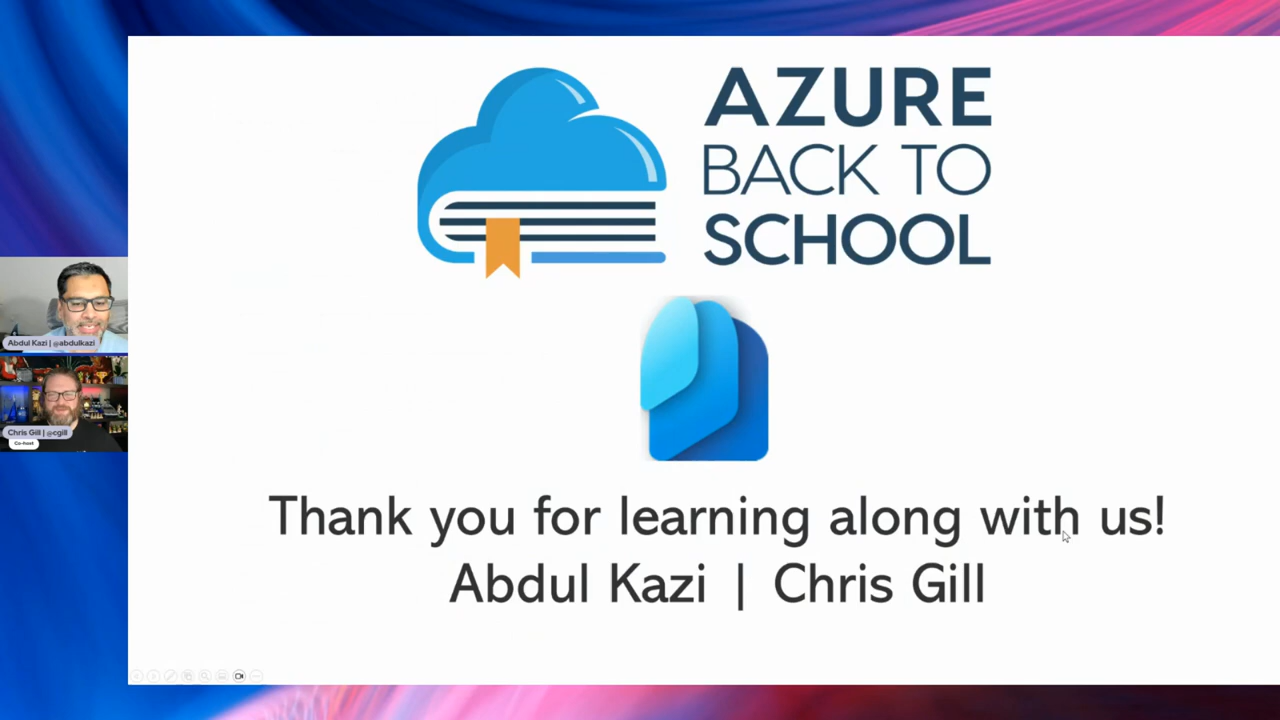 AZURE
BACK TO
SCHOOL
Abdul Kazi | @abdulkazi
Chris Gill | @cgill
Co-host
Thank you for learning along with us!
Abdul Kazi | Chris Gill